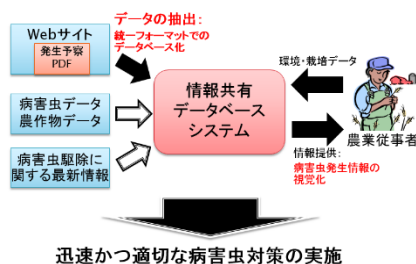 Webサイト
発生予察
PDF
データの抽出：
統一フォーマットでの
データベース化
病害虫データ
農作物データ
病害虫駆除に
関する最新情報
情報共有
データベース
システム
環境・栽培データ
農業従事者
情報提供：
病害虫発生情報の
視覚化
迅速かつ適切な病害虫対策の実施